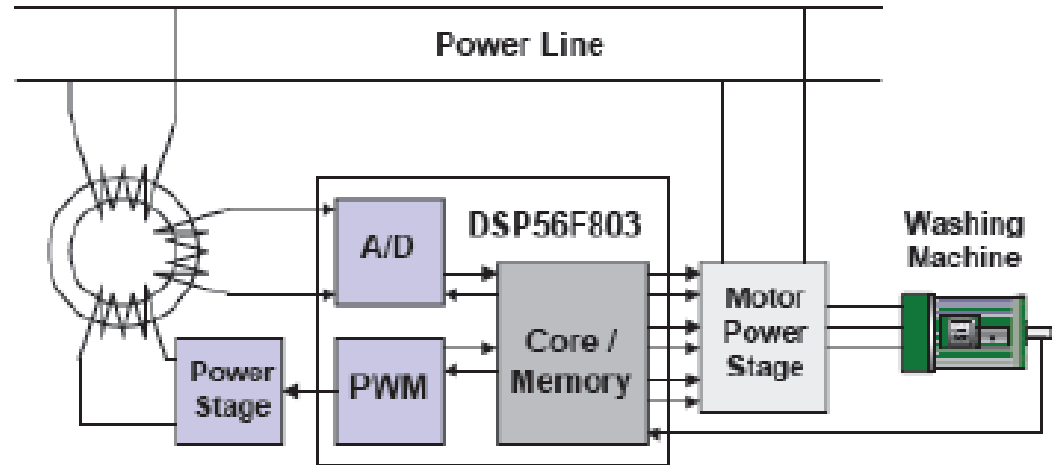 Power Line
DSP56F803
A/D
Washing
Machine
Motor
Power
Stage
Core /
Memory
Power
Stage
PWM